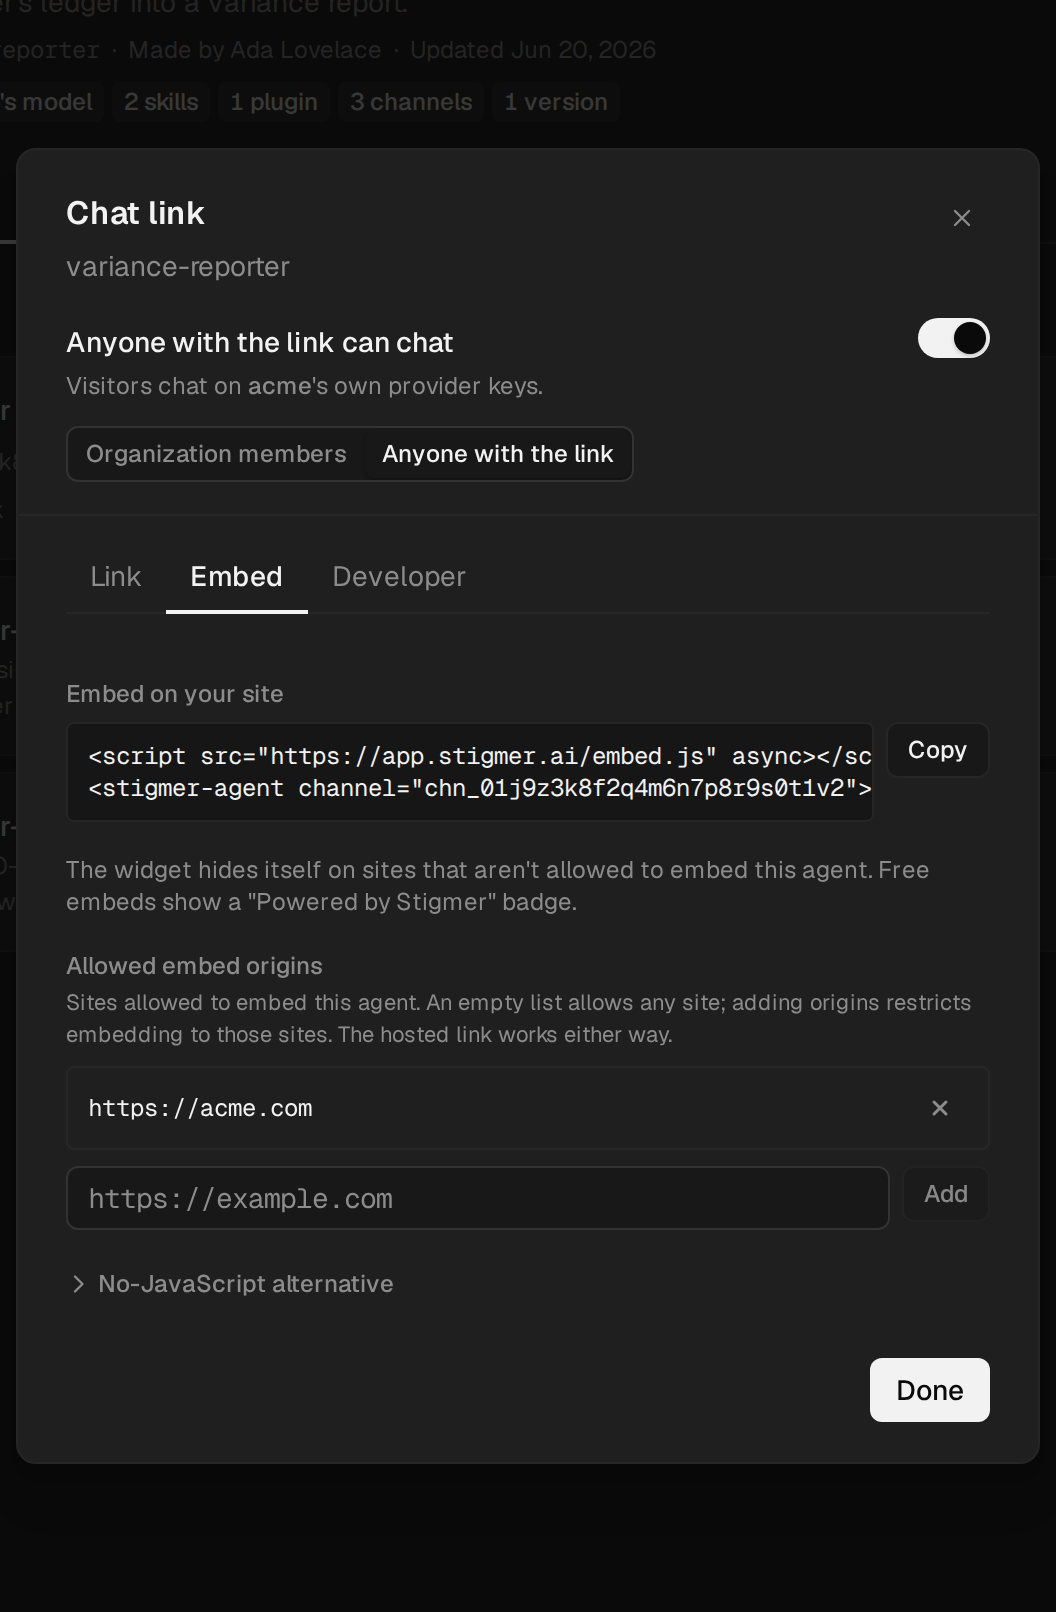 er's ledger into a variance report.
eporter · Made by Ada Lovelace · Updated Jun 20, 2026
's model 2 skills 1 plugin 3 channels 1 version
Chat link
variance-reporter
Anyone with the link can chat
Visitors chat on acme's own provider keys.
Organization members Anyone with the link
Link Embed Developer
Embed on your site
<script src="https://app.stigmer.ai/embed.js" async></sc
Copy
<stigmer-agent channel="chn_01j9z3k8f2q4m6n7p8r9s0t1v2">
The widget hides itself on sites that aren't allowed to embed this agent. Free
embeds show a "Powered by Stigmer" badge.
Allowed embed origins
Sites allowed to embed this agent. An empty list allows any site; adding origins restricts
embedding to those sites. The hosted link works either way.
https://acme.com
https://example.com Add
No-JavaScript alternative
Done